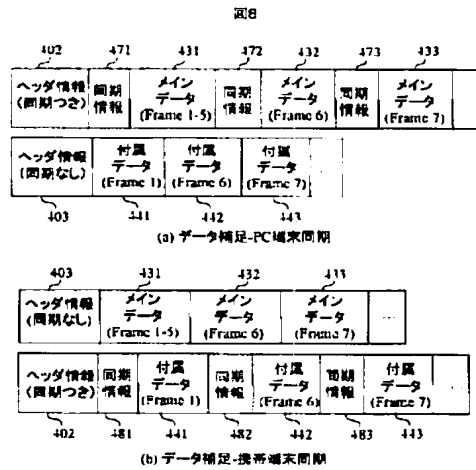 図8
402 471 431 472 432 473 433
ヘッダ情報
(同期つき)
同期
情報
メイン
データ
(Frame 1-5)
同期
情報
メイン
データ
(Frame 6)
同期
情報
メイン
データ
(Frame 7)
ヘッダ情報
(同期なし)
付属
データ
(Frame 1)
付属
データ
(Frame 6)
付属
データ
(Frame 7)
403 441 442 443
(a) データ補足-PC端末同期
403 431 432 433
ヘッダ情報
(同期なし)
メイン
データ
(Frame 1-5)
メイン
データ
(Frame 6)
メイン
データ
(Frame 7)
...
ヘッダ情報
(同期つき)
同期
情報
付属
データ
(Frame 1)
同期
情報
付属
データ
(Frame 6)
同期
情報
付属
データ
(Frame 7)
402 481 441 482 442 483 443
(b) データ補足-携帯端末同期